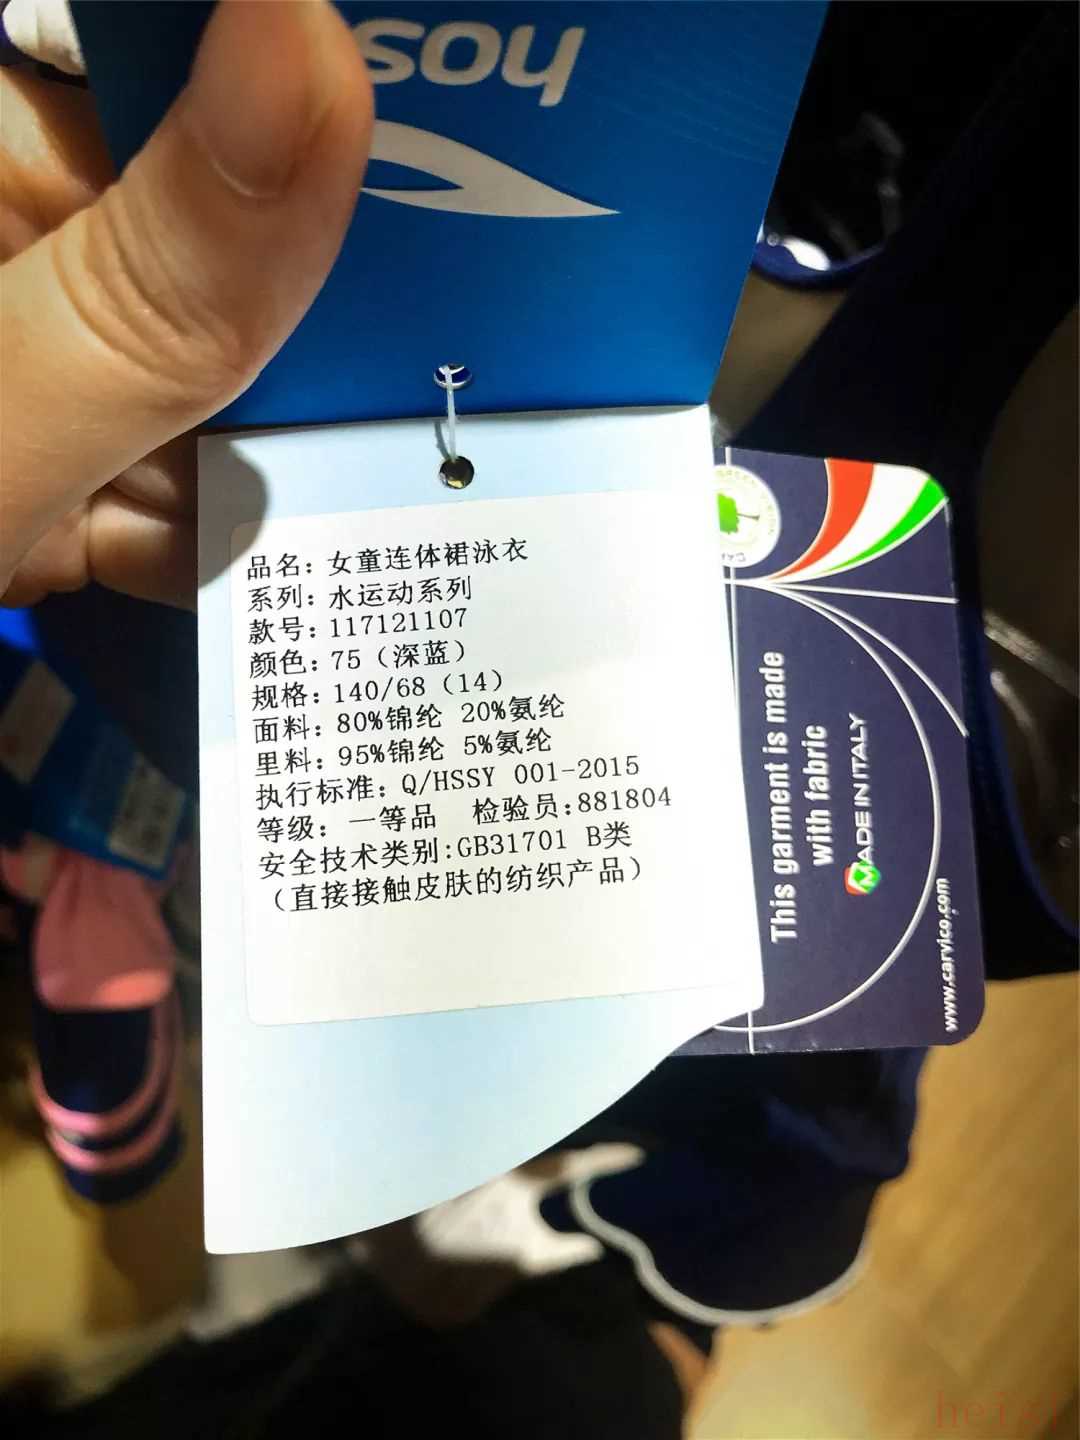 hos
品名：女童连体裙泳衣
系列：水运动系列
款号：117121107
颜色：75（深蓝）
规格：140/68（14）
面料：80%锦纶 20%氨纶
里料：95%锦纶 5%氨纶
执行标准：Q/HSSY 001-2015
等级：一等品 检验员:881804
安全技术类别:GB31701 B类
（直接接触皮肤的纺织产品）
This garment is made
with fabric
MADE IN ITALY
www.carvico.com
heigi